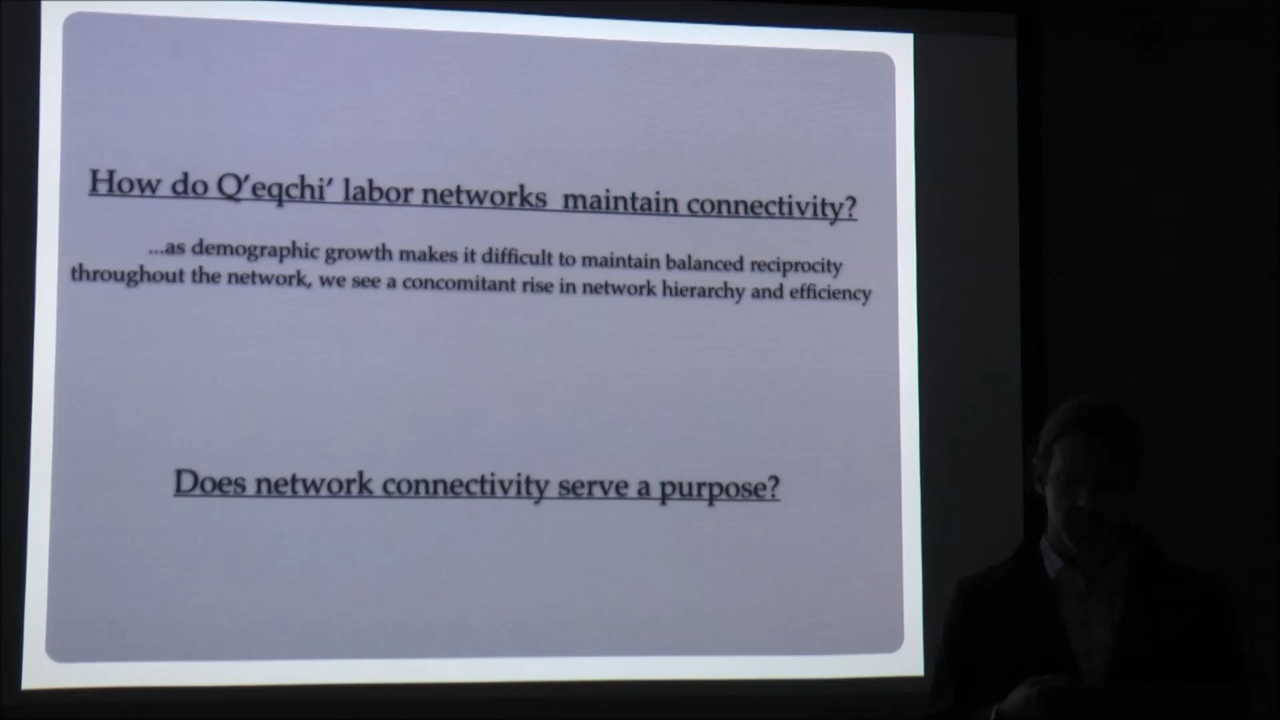 How do Q'eqchi' labor networks maintain connectivity?
...as demographic growth makes it difficult to maintain balanced reciprocity
throughout the network, we see a concomitant rise in network hierarchy and efficiency
Does network connectivity serve a purpose?